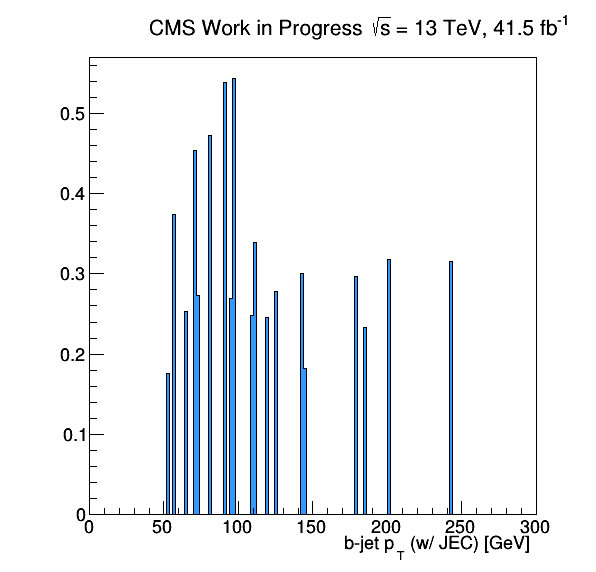 CMS Work in Progress √s = 13 TeV, 41.5 fb⁻¹
0.5
0.4
0.3
0.2
0.1
0
0 50 100 150 200 250 300
b-jet p_T (w/ JEC) [GeV]